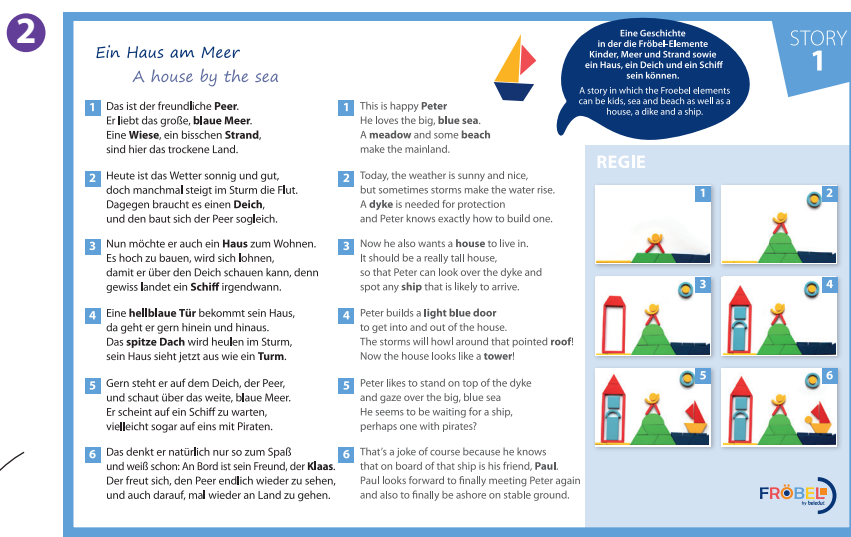 2
Ein Haus am Meer
A house by the sea
1 Das ist der freundliche Peer.
Er liebt das große, blaue Meer.
Eine Wiese, ein bisschen Strand,
sind hier das trockene Land.
2 Heute ist das Wetter sonnig und gut,
doch manchmal steigt im Sturm die Flut.
Dagegen braucht es einen Deich,
und den baut sich der Peer sogleich.
3 Nun möchte er auch ein Haus zum Wohnen.
Es hoch zu bauen, wird sich lohnen,
damit er über den Deich schauen kann, denn
gewiss landet ein Schiff irgendwann.
4 Eine hellblaue Tür bekommt sein Haus,
da geht er gern hinein und hinaus.
Das spitze Dach wird heulen im Sturm,
sein Haus sieht jetzt aus wie ein Turm.
5 Gern steht er auf dem Deich, der Peer,
und schaut über das weite, blaue Meer.
Er scheint auf ein Schiff zu warten,
vielleicht sogar auf eins mit Piraten.
6 Das denkt er natürlich nur so zum Spaß
und weiß schon: An Bord ist sein Freund, der Klaas.
Der freut sich, den Peer endlich wieder zu sehen,
und auch darauf, mal wieder an Land zu gehen.
1 This is happy Peter
He loves the big, blue sea.
A meadow and some beach
make the mainland.
2 Today, the weather is sunny and nice,
but sometimes storms make the water rise.
A dyke is needed for protection
and Peter knows exactly how to build one.
3 Now he also wants a house to live in.
It should be a really tall house,
so that Peter can look over the dyke and
spot any ship that is likely to arrive.
4 Peter builds a light blue door
to get into and out of the house.
The storms will howl around that pointed roof!
Now the house looks like a tower!
5 Peter likes to stand on top of the dyke
and gaze over the big, blue sea
He seems to be waiting for a ship,
perhaps one with pirates?
6 That's a joke of course because he knows
that on board of that ship is his friend, Paul.
Paul looks forward to finally meeting Peter again
and also to finally be ashore on stable ground.
Eine Geschichte
in der die Fröbel-Elemente
Kinder, Meer und Strand sowie
ein Haus, ein Deich und ein Schiff
sein können.
A story in which the Froebel elements
can be kids, sea and beach as well as a
house, a dike and a ship.
STORY
1
REGIE
1
2
3
4
5
6
FRÖBEL
by beleduc